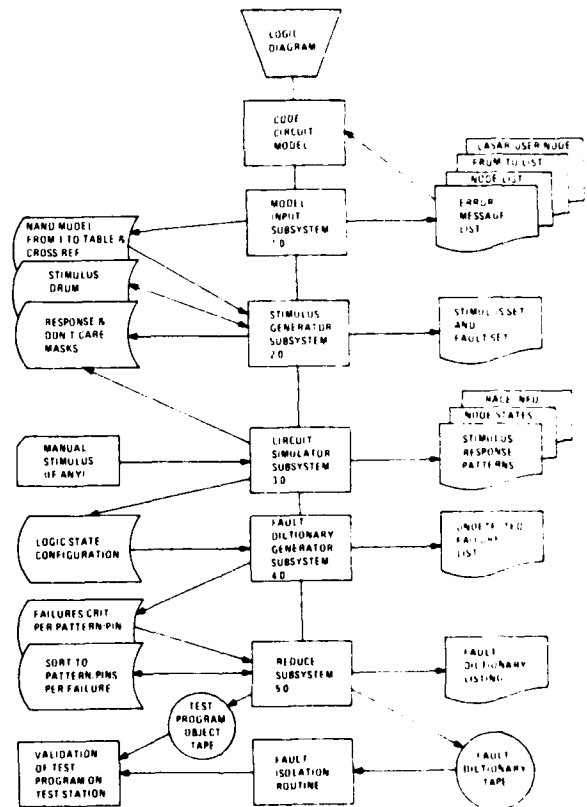 LOGIC
DIAGRAM
CODE
CIRCUIT
MODEL
LASAR USER NODE
FROM TO LIST
NODE LIST
ERROR
MESSAGE
LIST
MODEL
INPUT
SUBSYSTEM
1.0
NAND MODEL
FROM 1 TO TABLE &
CROSS REF
STIMULUS
DRUM
RESPONSE &
DON'T CARE
MASKS
STIMULUS
GENERATOR
SUBSYSTEM
2.0
STIMULUS SET
AND
FAULT SET
RACE INFO
NODE STATES
STIMULUS
RESPONSE
PATTERNS
MANUAL
STIMULUS
(IF ANY)
CIRCUIT
SIMULATOR
SUBSYSTEM
3.0
LOGIC STATE
CONFIGURATION
FAULT
DICTIONARY
GENERATOR
SUBSYSTEM
4.0
UNDETECTED
FAILURE
LIST
FAILURES CRIT
PER PATTERN/PIN
SORT TO
PATTERN/PINS
PER FAILURE
REDUCE
SUBSYSTEM
5.0
FAULT
DICTIONARY
LISTING
TEST
PROGRAM
OBJECT
TAPE
VALIDATION
OF TEST
PROGRAM ON
TEST STATION
FAULT
ISOLATION
ROUTINE
FAULT
DICTIONARY
TAPE